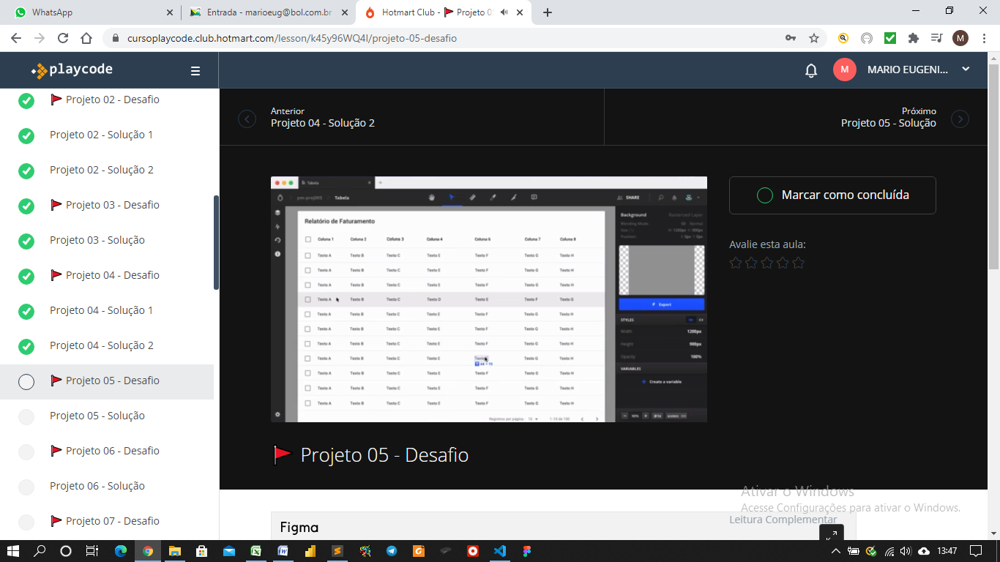 WhatsApp
Entrada - marioeug@bol.com.br
Hotmart Club - Projeto 05
cursoplaycode.club.hotmart.com/lesson/k45y96WQ4l/projeto-05-desafio
M
playcode
M
MARIO EUGENI...
Projeto 02 - Desafio
Projeto 02 - Solução 1
Projeto 02 - Solução 2
Projeto 03 - Desafio
Projeto 03 - Solução
Projeto 04 - Desafio
Projeto 04 - Solução 1
Projeto 04 - Solução 2
Projeto 05 - Desafio
Projeto 05 - Solução
Projeto 06 - Desafio
Projeto 06 - Solução
Projeto 07 - Desafio
Anterior
Projeto 04 - Solução 2
Próximo
Projeto 05 - Solução
Tabela
Tabela
SHARE
Relatório de Faturamento
Coluna 1 Coluna 2 Coluna 3 Coluna 4 Coluna 6 Coluna 7 Coluna 8
Texto A Texto B Texto C Texto E Texto F Texto G Texto H
Texto A Texto B Texto C Texto E Texto F Texto G Texto H
Texto A Texto B Texto C Texto E Texto F Texto G Texto H
Texto A Texto B Texto C Texto D Texto E Texto F Texto G
Texto A Texto B Texto C Texto E Texto F Texto G Texto H
Texto A Texto B Texto C Texto E Texto F Texto G Texto H
Texto A Texto B Texto C Texto E Texto F Texto G Texto H
Texto A Texto B Texto C Texto E Texto G Texto H
Texto A Texto B Texto C Texto E Texto F Texto G Texto H
Texto A Texto B Texto C Texto E Texto F Texto G Texto H
Texto A Texto B Texto C Texto E Texto F Texto G Texto H
Registros por página: 10 1-10 de 100
Background
Rasterized Layer
Blending Mode: Normal
Position:
Export
STYLES
Width 1200px
Height 900px
Opacity 100%
VARIABLES
Create a variable
90%
Marcar como concluída
Avalie esta aula:
Projeto 05 - Desafio
Ativar o Windows
Acesse Configurações para ativar o Windows.
Leitura Complementar
Figma
13:47